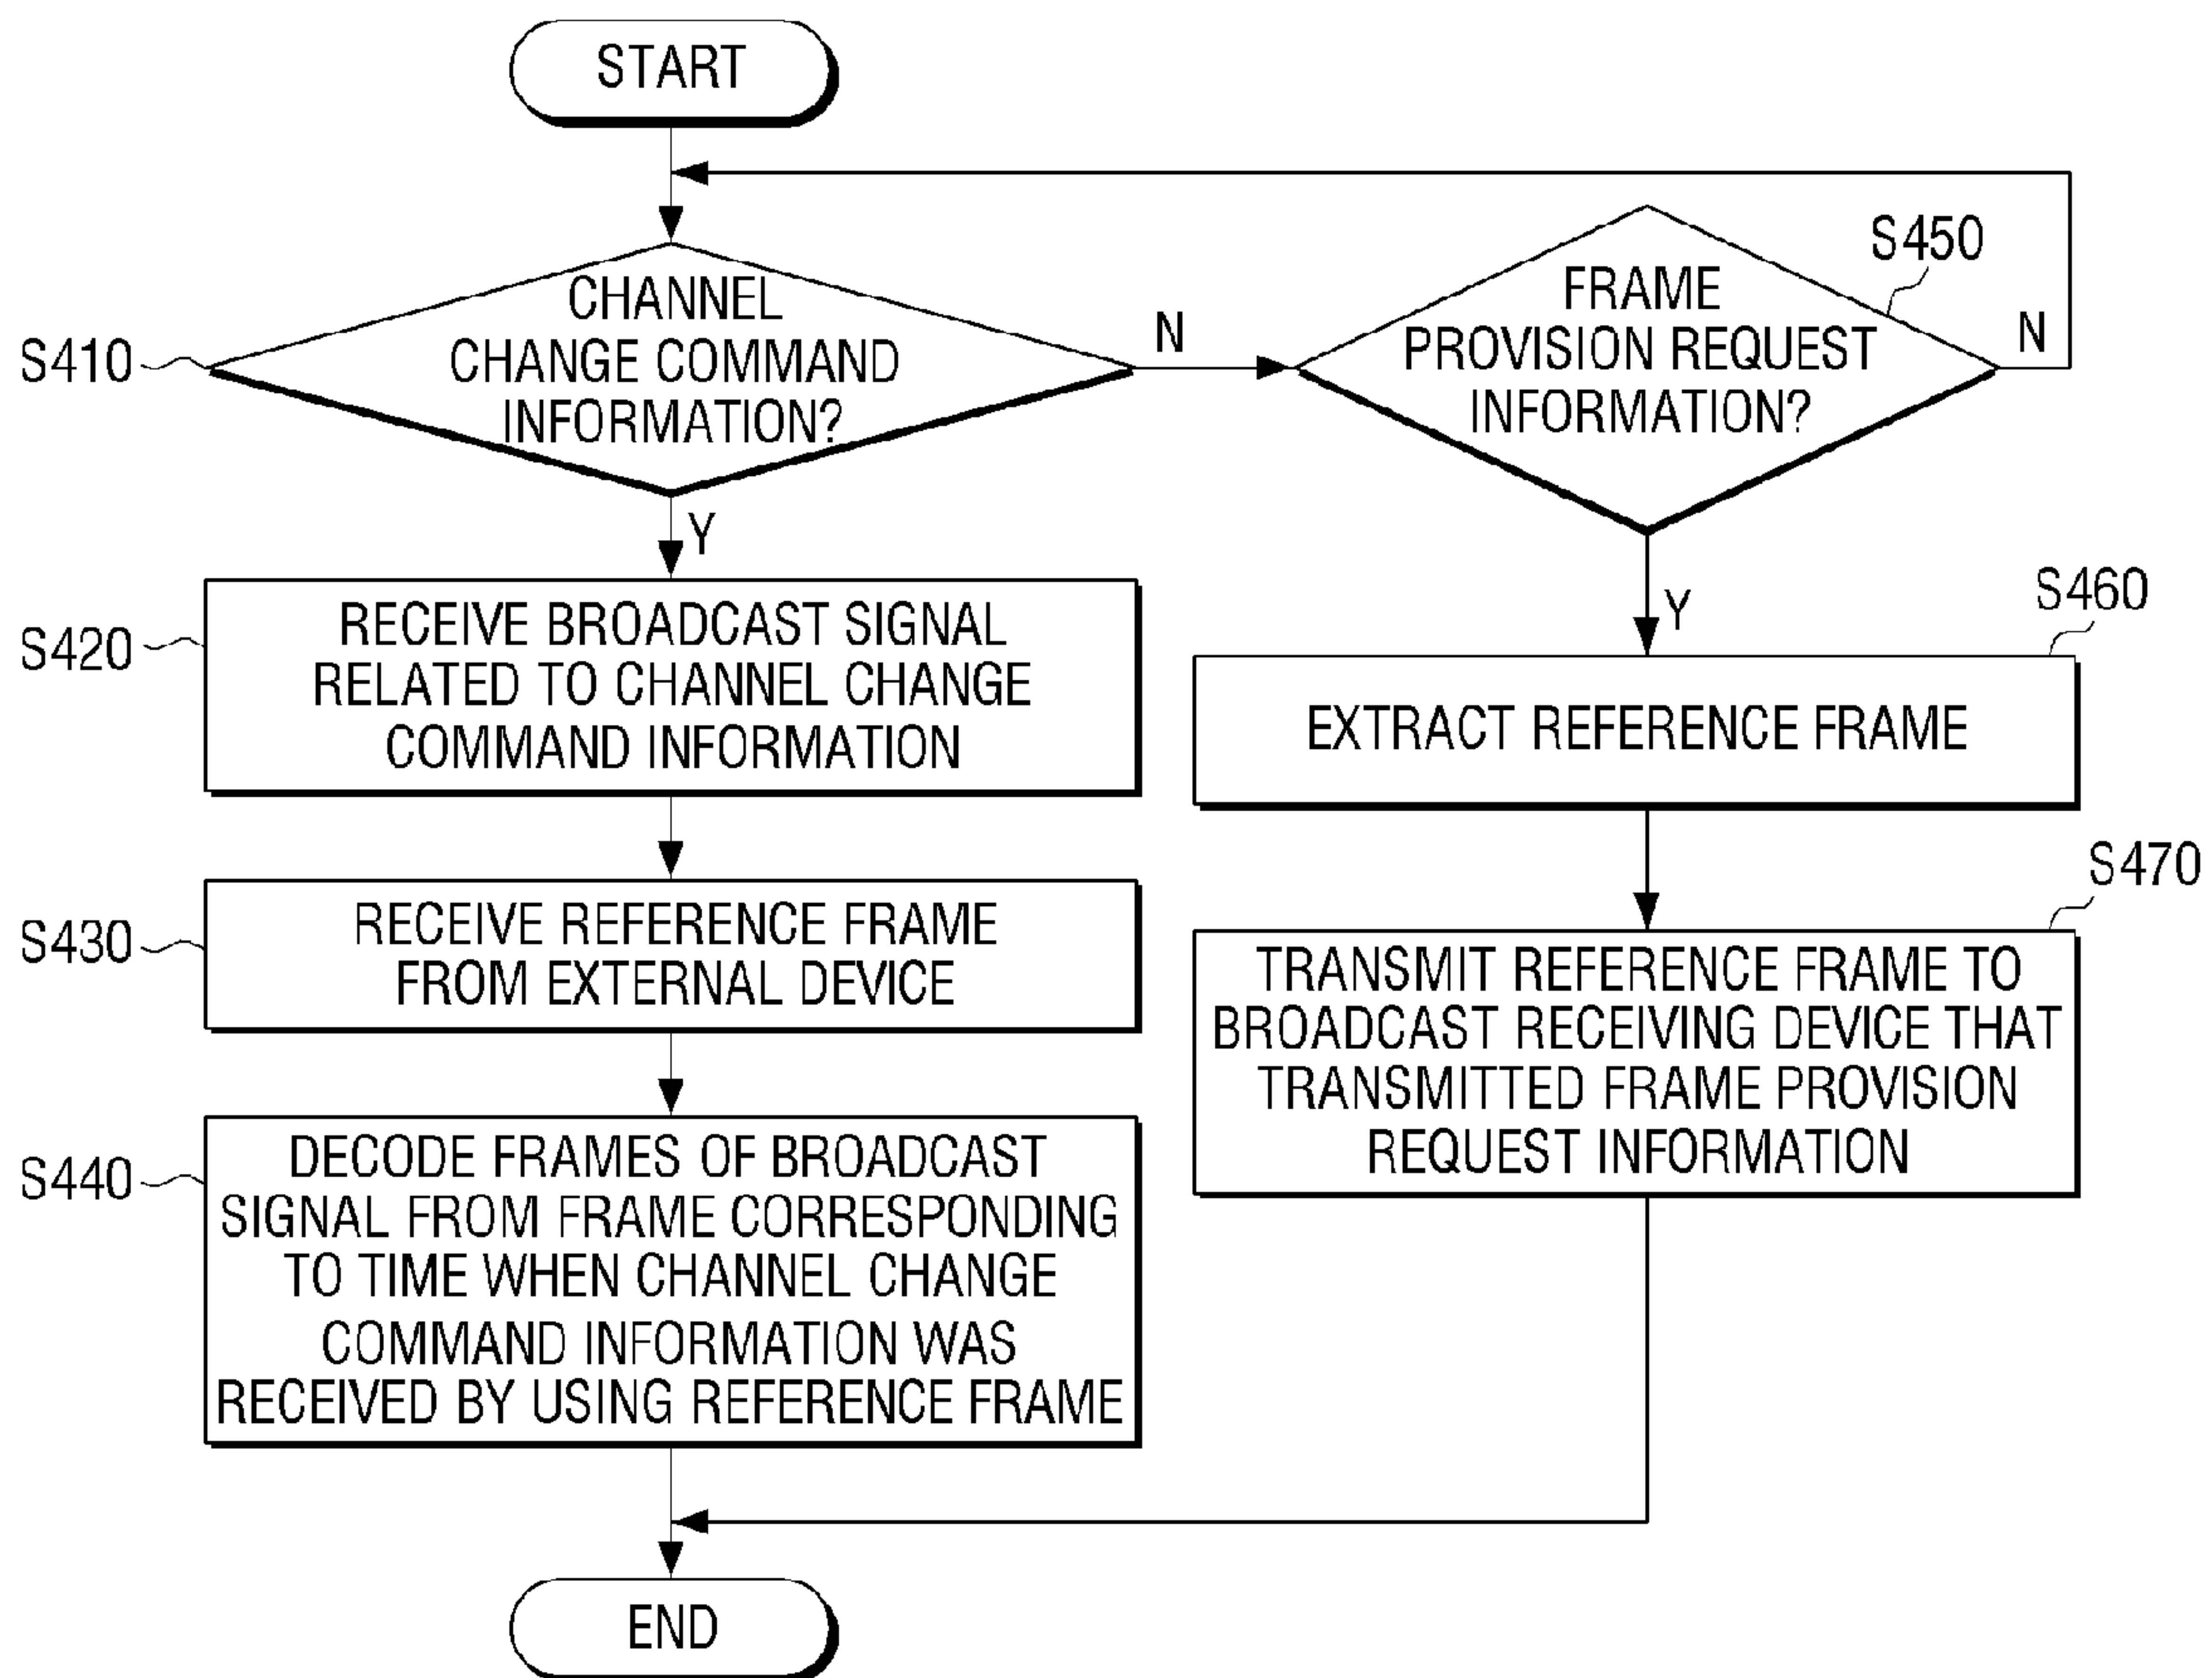 START
S410
CHANNEL
CHANGE COMMAND
INFORMATION?
N
Y
S450
FRAME
PROVISION REQUEST
INFORMATION?
N
Y
S420
RECEIVE BROADCAST SIGNAL
RELATED TO CHANNEL CHANGE
COMMAND INFORMATION
S460
EXTRACT REFERENCE FRAME
S430
RECEIVE REFERENCE FRAME
FROM EXTERNAL DEVICE
S470
TRANSMIT REFERENCE FRAME TO
BROADCAST RECEIVING DEVICE THAT
TRANSMITTED FRAME PROVISION
REQUEST INFORMATION
S440
DECODE FRAMES OF BROADCAST
SIGNAL FROM FRAME CORRESPONDING
TO TIME WHEN CHANNEL CHANGE
COMMAND INFORMATION WAS
RECEIVED BY USING REFERENCE FRAME
END